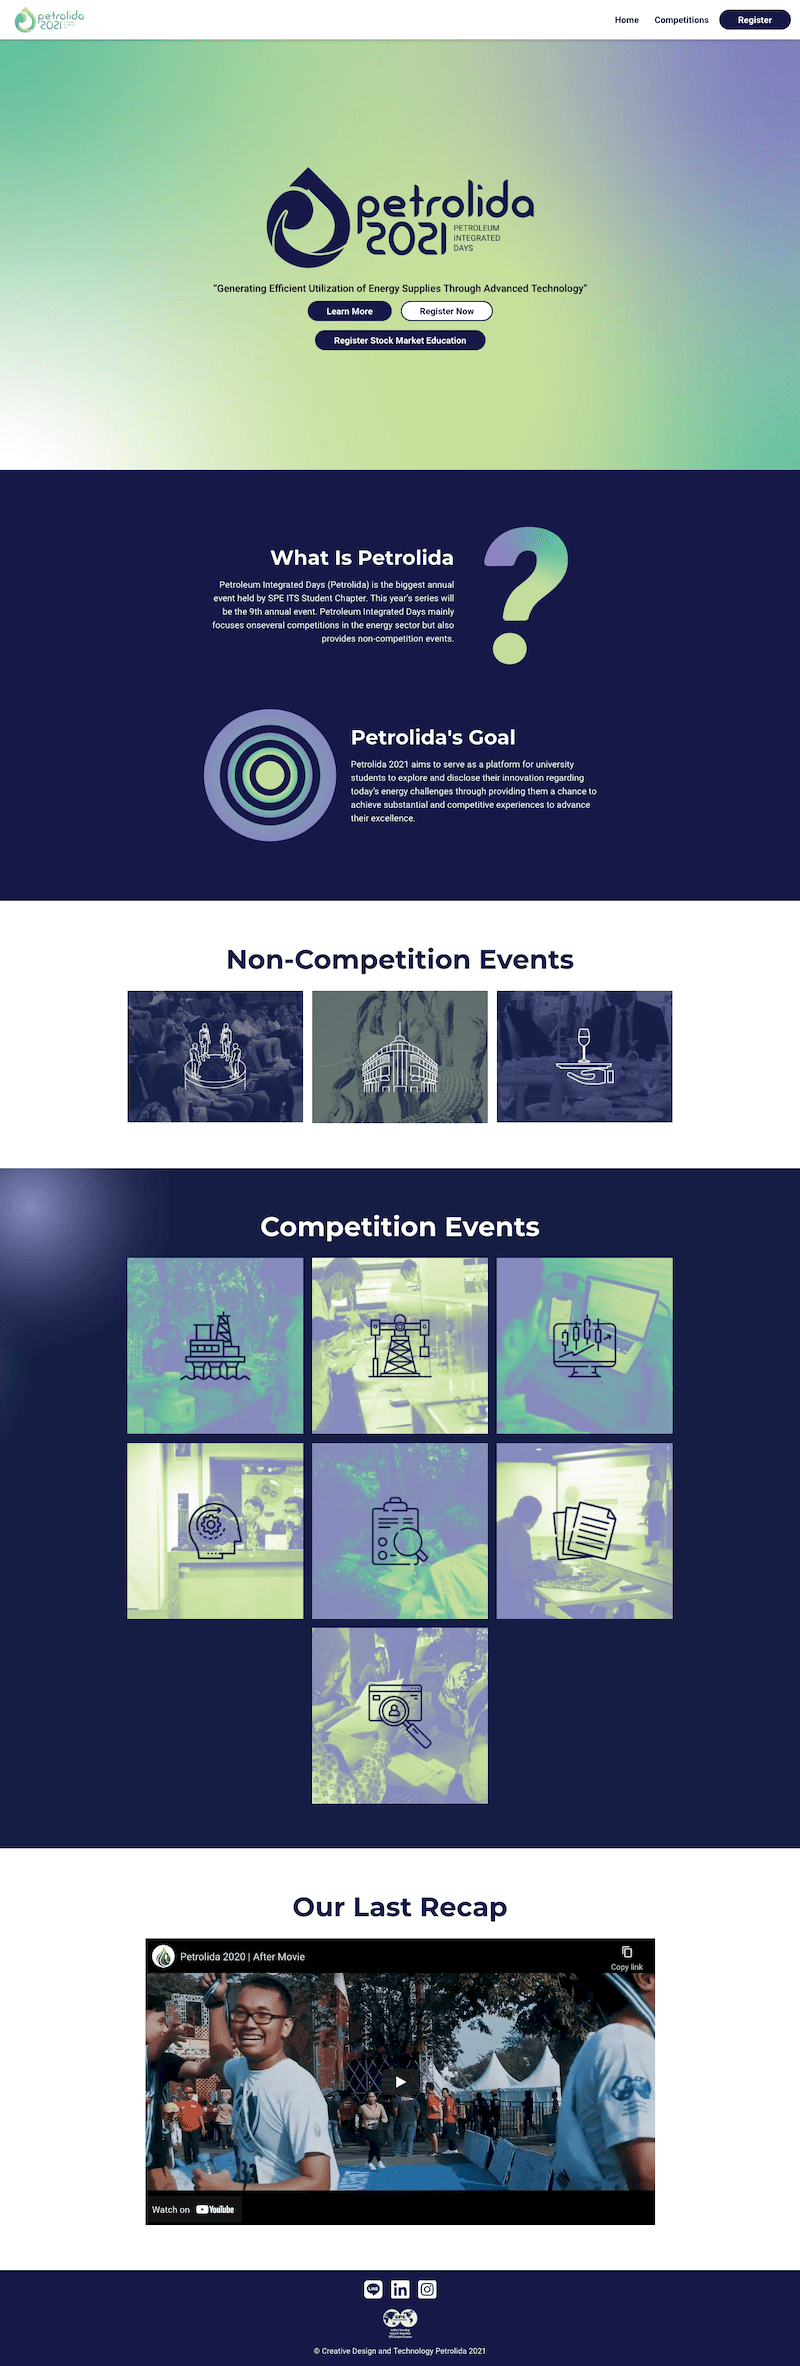 petrolida
2021
Home
Competitions
Register
petrolida
2021
PETROLEUM
INTEGRATED
DAYS
“Generating Efficient Utilization of Energy Supplies Through Advanced Technology”
Learn More
Register Now
Register Stock Market Education
What Is Petrolida
Petroleum Integrated Days (Petrolida) is the biggest annual
event held by SPE ITS Student Chapter. This year's series will
be the 9th annual event. Petroleum Integrated Days mainly
focuses onseveral competitions in the energy sector but also
provides non-competition events.
Petrolida's Goal
Petrolida 2021 aims to serve as a platform for university
students to explore and disclose their innovation regarding
today's energy challenges through providing them a chance to
achieve substantial and competitive experiences to advance
their excellence.
Non-Competition Events
Competition Events
Our Last Recap
Petrolida 2020 | After Movie
Copy link
Watch on
YouTube
© Creative Design and Technology Petrolida 2021